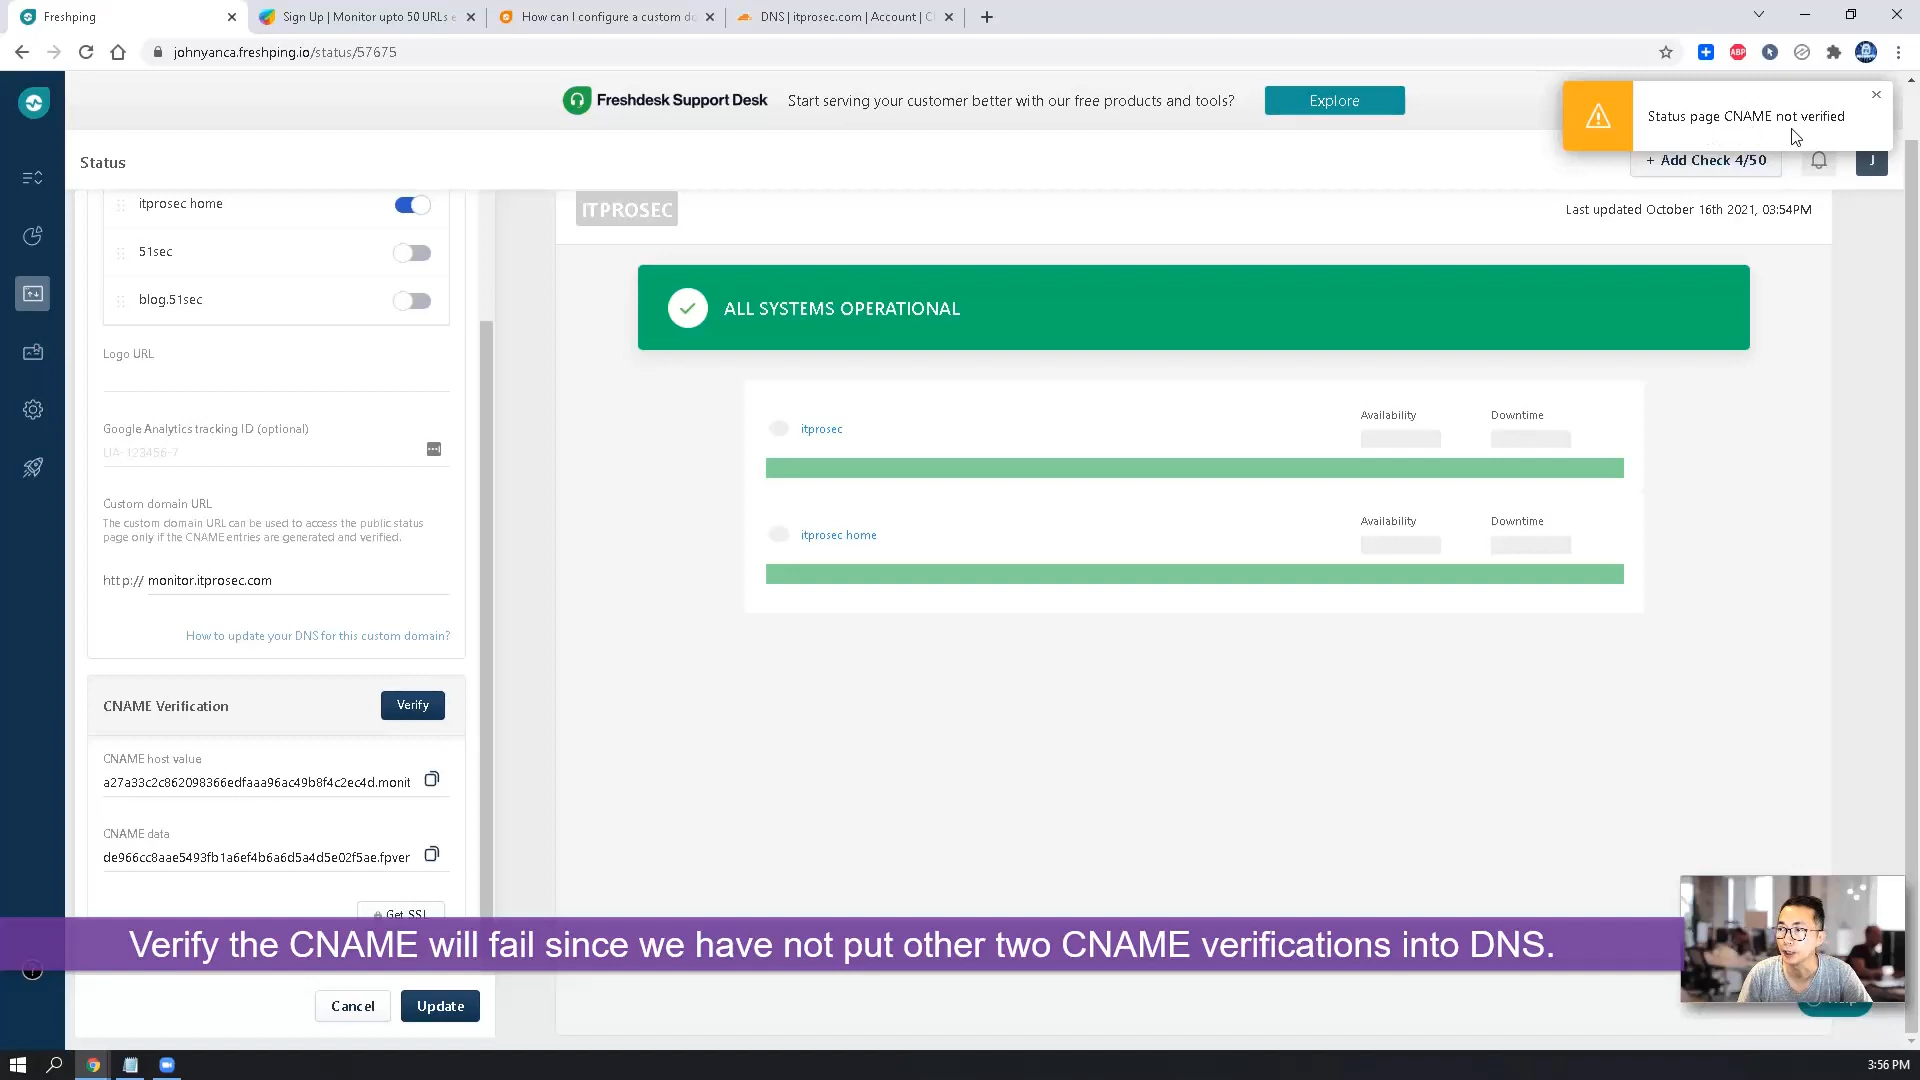 Freshping
Sign Up | Monitor upto 50 URLs e
How can I configure a custom do
DNS | itprosec.com | Account | C
johnyanca.freshping.io/status/57675
ABP
Freshdesk Support Desk
Start serving your customer better with our free products and tools?
Explore
Status page CNAME not verified
Status
+ Add Check 4/50
J
itprosec home
51sec
blog.51sec
Logo URL
Google Analytics tracking ID (optional)
UA-123456-7
Custom domain URL
The custom domain URL can be used to access the public status
page only if the CNAME entries are generated and verified.
http:// monitor.itprosec.com
How to update your DNS for this custom domain?
CNAME Verification
Verify
CNAME host value
a27a33c2c862098366edfaaa96ac49b8f4c2ec4d.monit
CNAME data
de966cc8aae5493fb1a6ef4b6a6d5a4d5e02f5ae.fpver
Get SSL
Cancel
Update
ITPROSEC
Last updated October 16th 2021, 03:54PM
ALL SYSTEMS OPERATIONAL
itprosec
Availability
Downtime
itprosec home
Availability
Downtime
Verify the CNAME will fail since we have not put other two CNAME verifications into DNS.
3:56 PM